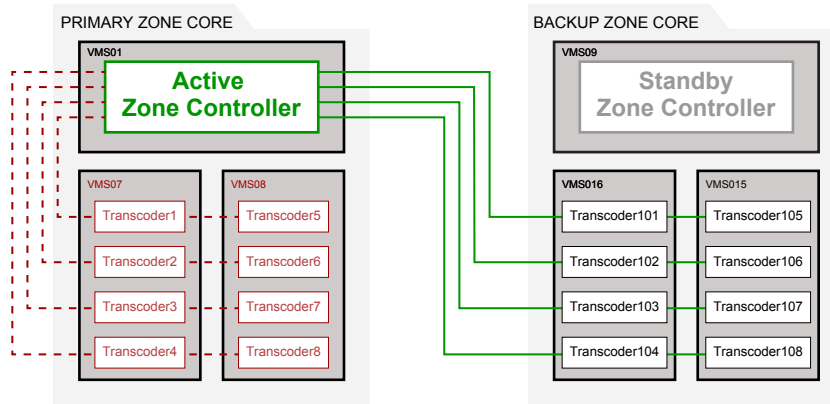 PRIMARY ZONE CORE
VMS01
Active
Zone Controller
VMS07
Transcoder1
Transcoder2
Transcoder3
Transcoder4
VMS08
Transcoder5
Transcoder6
Transcoder7
Transcoder8
BACKUP ZONE CORE
VMS09
Standby
Zone Controller
VMS016
Transcoder101
Transcoder102
Transcoder103
Transcoder104
VMS015
Transcoder105
Transcoder106
Transcoder107
Transcoder108